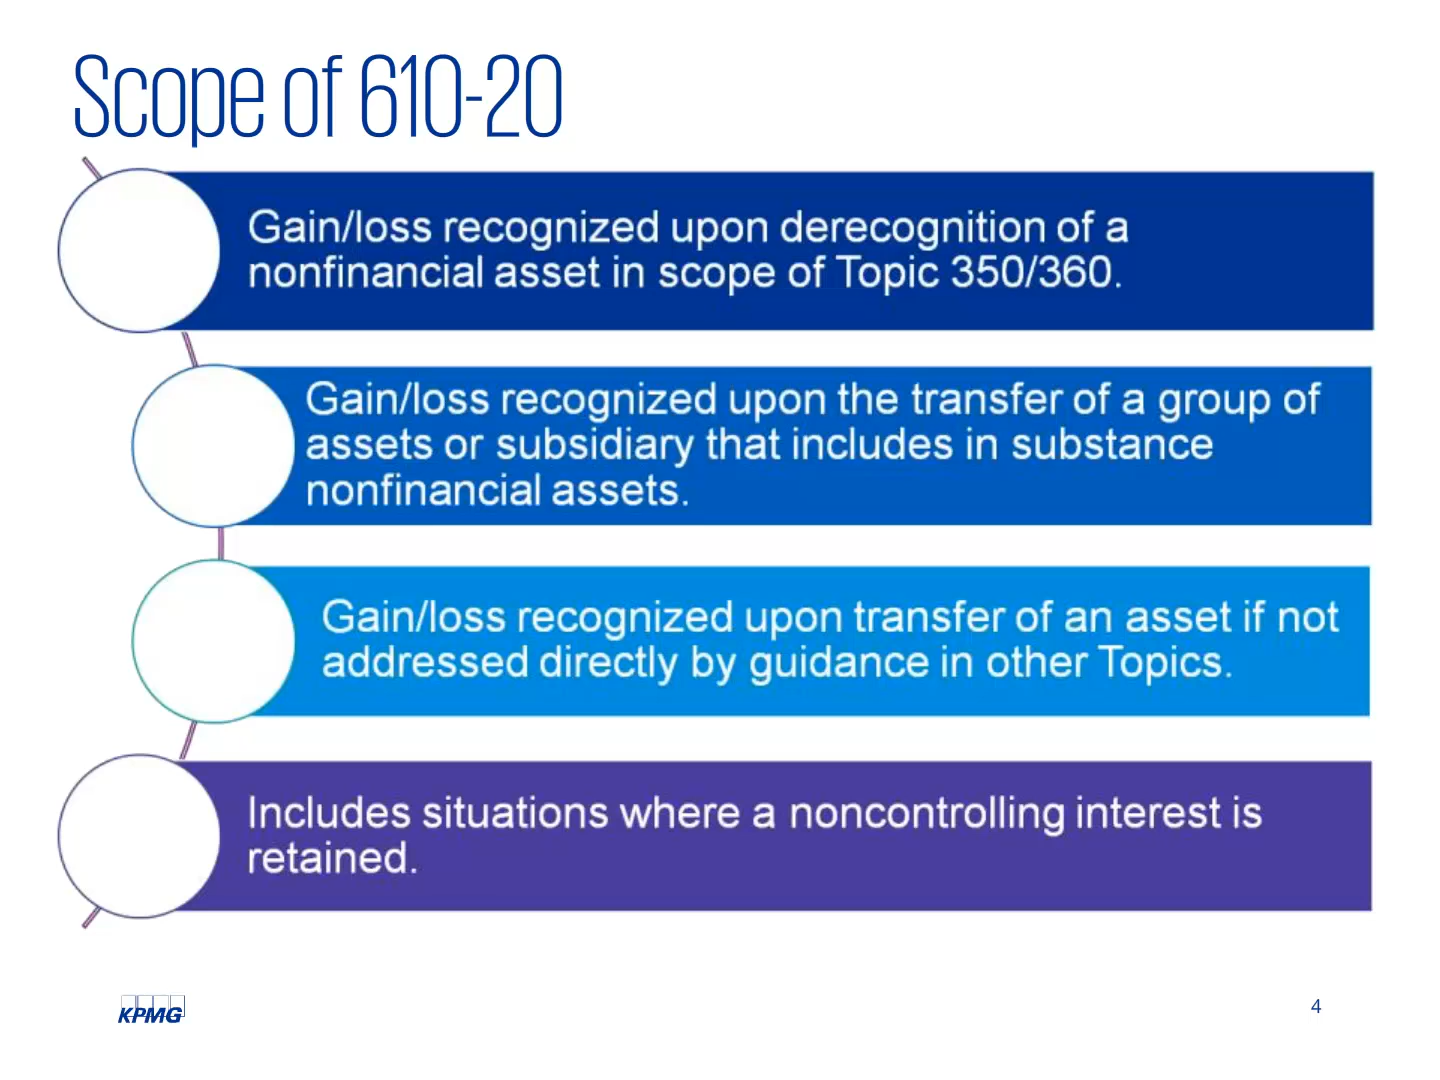 Scope of 610-20
Gain/loss recognized upon derecognition of a
nonfinancial asset in scope of Topic 350/360.
Gain/loss recognized upon the transfer of a group of
assets or subsidiary that includes in substance
nonfinancial assets.
Gain/loss recognized upon transfer of an asset if not
addressed directly by guidance in other Topics.
Includes situations where a noncontrolling interest is
retained.
KPMG
4